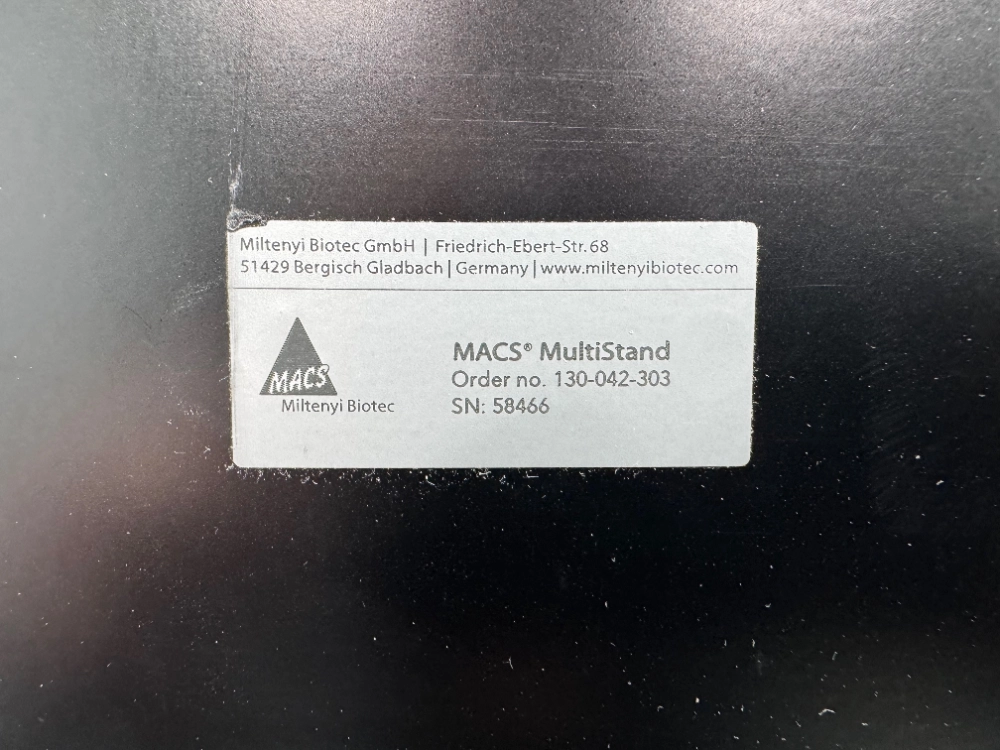 Miltenyi Biotec GmbH | Friedrich-Ebert-Str. 68
51429 Bergisch Gladbach | Germany | www.miltenyibiotec.com
MACS
Miltenyi Biotec
MACS® MultiStand
Order no. 130-042-303
SN: 58466